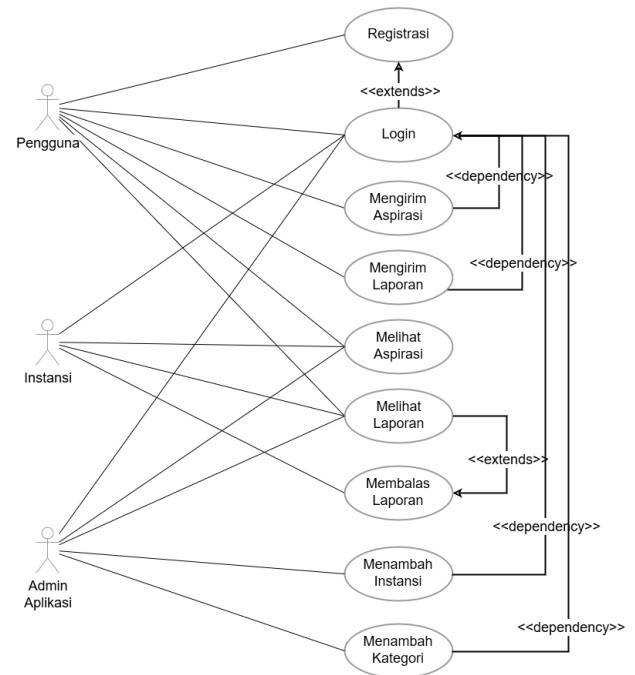 Registrasi
<<extends>>
Pengguna
Login
<<dependency>>
Mengirim
Aspirasi
Mengirim
Laporan
<<dependency>>
Instansi
Melihat
Aspirasi
Melihat
Laporan
<<extends>>
Membalas
Laporan
<<dependency>>
Admin
Aplikasi
Menambah
Instansi
<<dependency>>
Menambah
Kategori